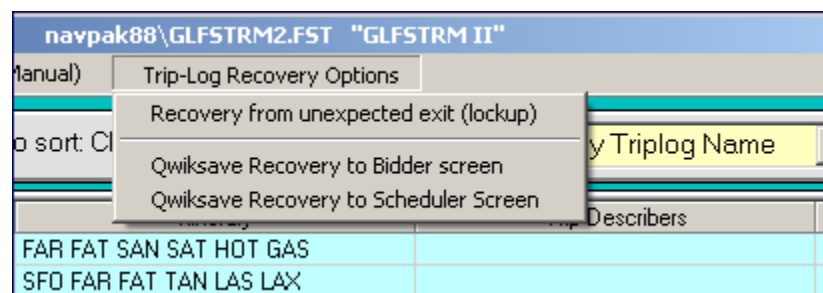 navpak88\GLFSTRM2.FST "GLFSTRM II"
Manual) Trip-Log Recovery Options
Recovery from unexpected exit (lockup)
o sort: Cl y Triplog Name
Qwiksave Recovery to Bidder screen
Qwiksave Recovery to Scheduler Screen
Describers
FAR FAT SAN SAT HOT GAS
SFO FAR FAT TAN LAS LAX